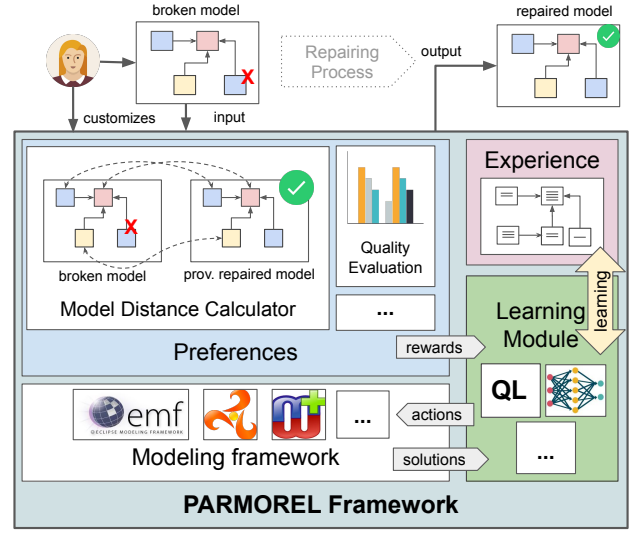 broken model
repaired model
Repairing
Process
output
customizes
input
X
X
broken model
prov. repaired model
Model Distance Calculator
Quality
Evaluation
...
Preferences
Experience
learning
Learning
Module
QL
...
rewards
actions
solutions
emf
ECLIPSE MODELING FRAMEWORK
m+
...
Modeling framework
PARMOREL Framework